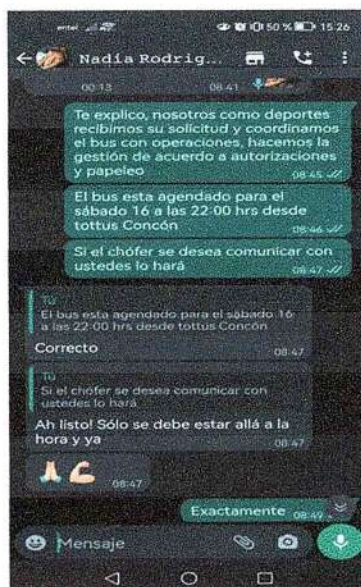 entel
50 % 15:26
Nadia Rodrig...
00:13 08:41
Te explico, nosotros como deportes
recibimos su solicitud y coordinamos
el bus con operaciones, hacemos la
gestión de acuerdo a autorizaciones
y papeleo
08:45
El bus esta agendado para el
sábado 16 a las 22:00 hrs desde
tottus Concón
08:46
Si el chófer se desea comunicar con
ustedes lo hará
08:47
Tú
El bus esta agendado para el sábado 16
a las 22:00 hrs desde tottus Concón
Correcto
08:47
Tú
Si el chófer se desea comunicar con
ustedes lo hará
Ah listo! Sólo se debe estar allá a la
hora y ya
08:47
08:47
Exactamente 08:49
Mensaje